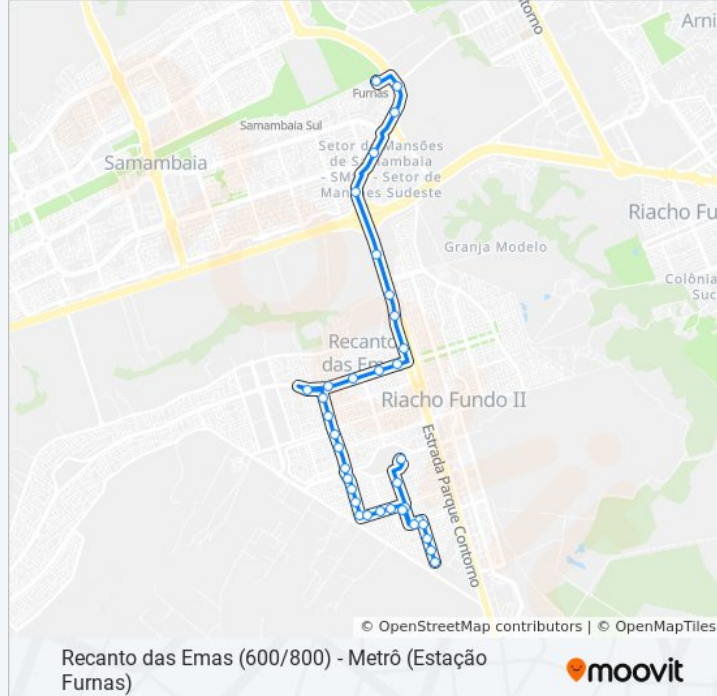 ntorno
Arni
Furnas
Samambaia Sul
Samambaia
Setor de Mansões
de Samambaia
- SM - Setor de
Mansões Sudeste
Riacho Fu
Granja Modelo
Colônia
Suc
Recanto
das Emas
Riacho Fundo II
Estrada Parque Contorno
© OpenStreetMap contributors | © OpenMapTiles
Recanto das Emas (600/800) - Metrô (Estação
Furnas)
moovit